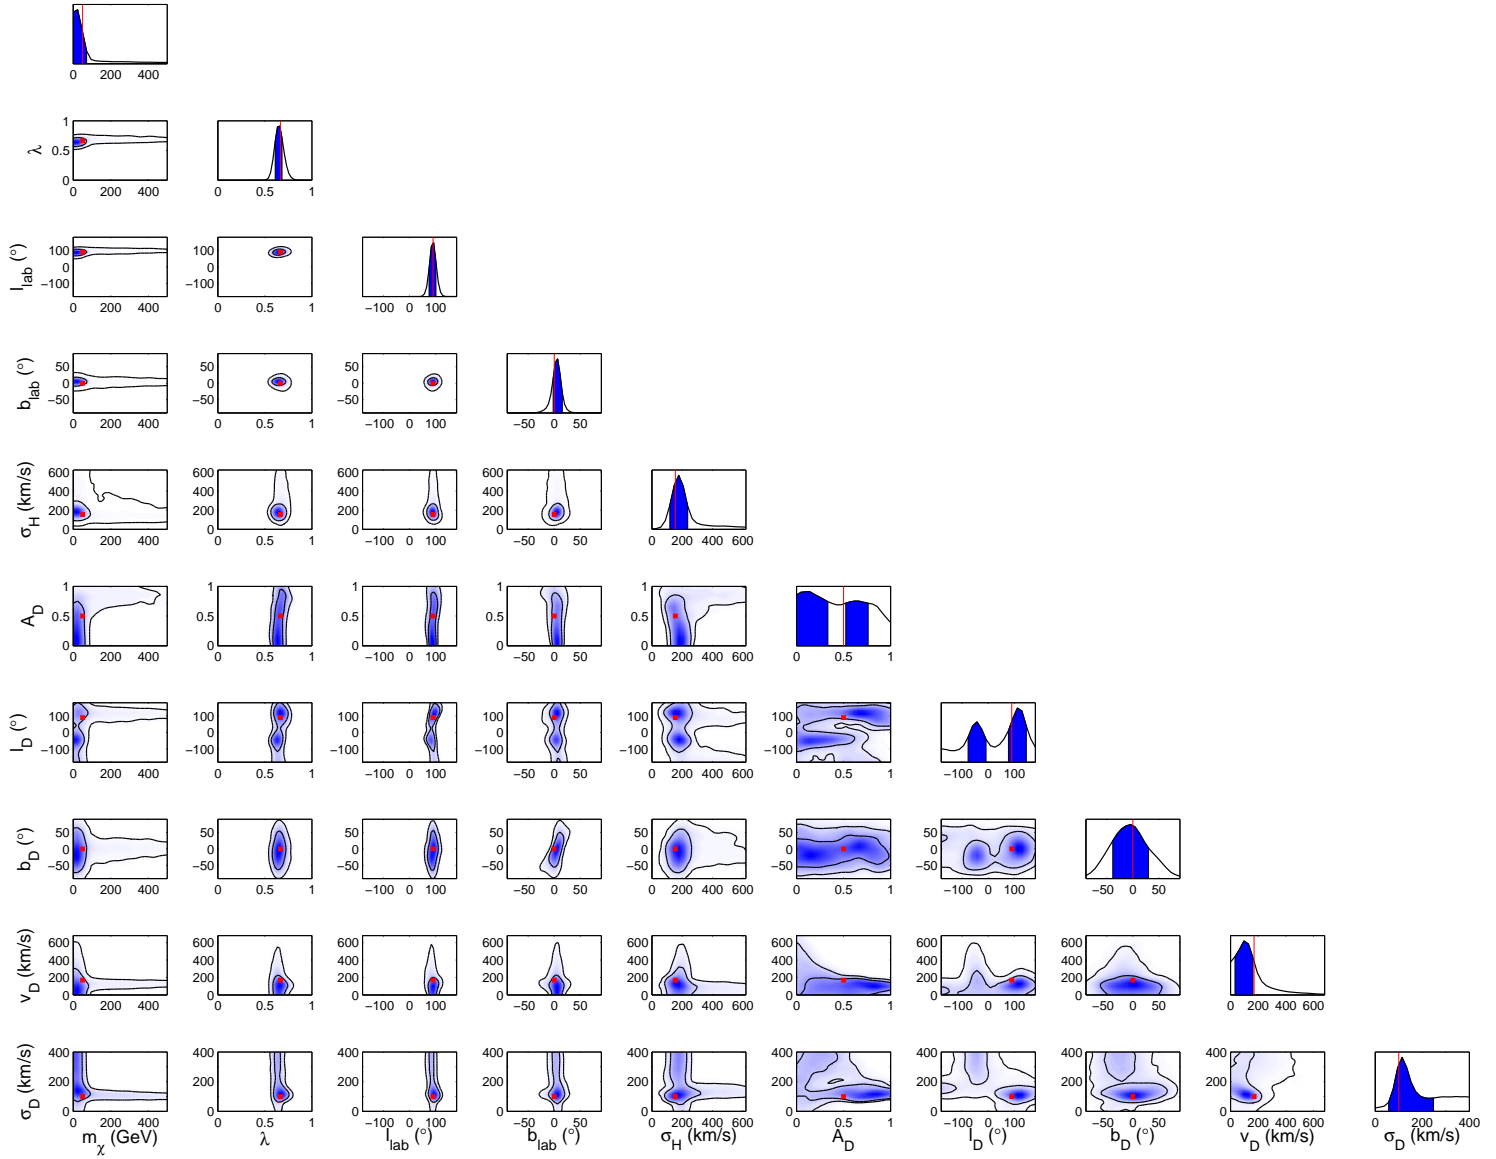 0 200 400
λ
1
0.5
0
0 200 400 0 0.5 1
l_lab (°)
100
0
−100
0 200 400 0 0.5 1 −100 0 100
b_lab (°)
50
0
−50
0 200 400 0 0.5 1 −100 0 100 −50 0 50
σ_H (km/s)
600
400
200
0
0 200 400 0 0.5 1 −100 0 100 −50 0 50 0 200 400 600
A_D
1
0.5
0
0 200 400 0 0.5 1 −100 0 100 −50 0 50 0 200 400 600 0 0.5 1
l_D (°)
100
0
−100
0 200 400 0 0.5 1 −100 0 100 −50 0 50 0 200 400 600 0 0.5 1 −100 0 100
b_D (°)
50
0
−50
0 200 400 0 0.5 1 −100 0 100 −50 0 50 0 200 400 600 0 0.5 1 −100 0 100 −50 0 50
v_D (km/s)
600
400
200
0
0 200 400 0 0.5 1 −100 0 100 −50 0 50 0 200 400 600 0 0.5 1 −100 0 100 −50 0 50 0 200 400 600
σ_D (km/s)
400
200
0
0 200 400 0 0.5 1 −100 0 100 −50 0 50 0 200 400 600 0 0.5 1 −100 0 100 −50 0 50 0 200 400 600 0 200 400
m_χ (GeV) λ l_lab (°) b_lab (°) σ_H (km/s) A_D l_D (°) b_D (°) v_D (km/s) σ_D (km/s)